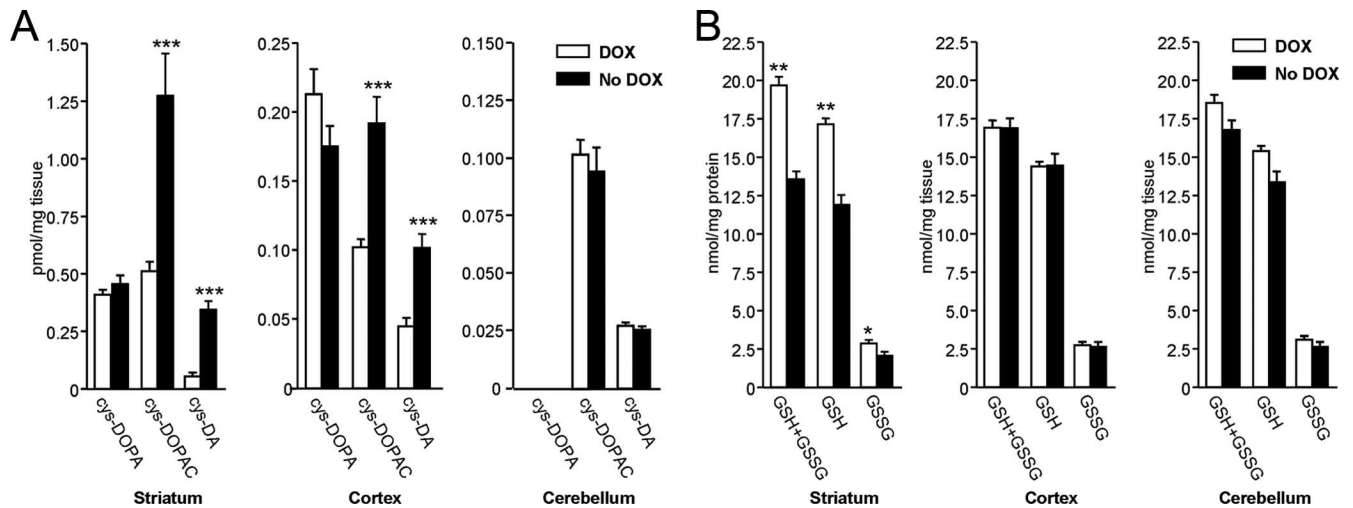 A
pmol/mg tissue
1.50
1.25
1.00
0.75
0.50
0.25
0
***
***
cys-DOPA
cys-DOPAC
cys-DA
Striatum
0.25
0.20
0.15
0.10
0.05
0
***
***
cys-DOPA
cys-DOPAC
cys-DA
Cortex
0.150
0.125
0.100
0.075
0.050
0.025
0
DOX
No DOX
cys-DOPA
cys-DOPAC
cys-DA
Cerebellum
B
nmol/mg protein
22.5
20.0
17.5
15.0
12.5
10.0
7.5
5.0
2.5
0
**
**
*
GSH+GSSG
GSH
GSSG
Striatum
nmol/mg tissue
22.5
20.0
17.5
15.0
12.5
10.0
7.5
5.0
2.5
0
GSH+GSSG
GSH
GSSG
Cortex
nmol/mg tissue
22.5
20.0
17.5
15.0
12.5
10.0
7.5
5.0
2.5
0
DOX
No DOX
GSH+GSSG
GSH
GSSG
Cerebellum